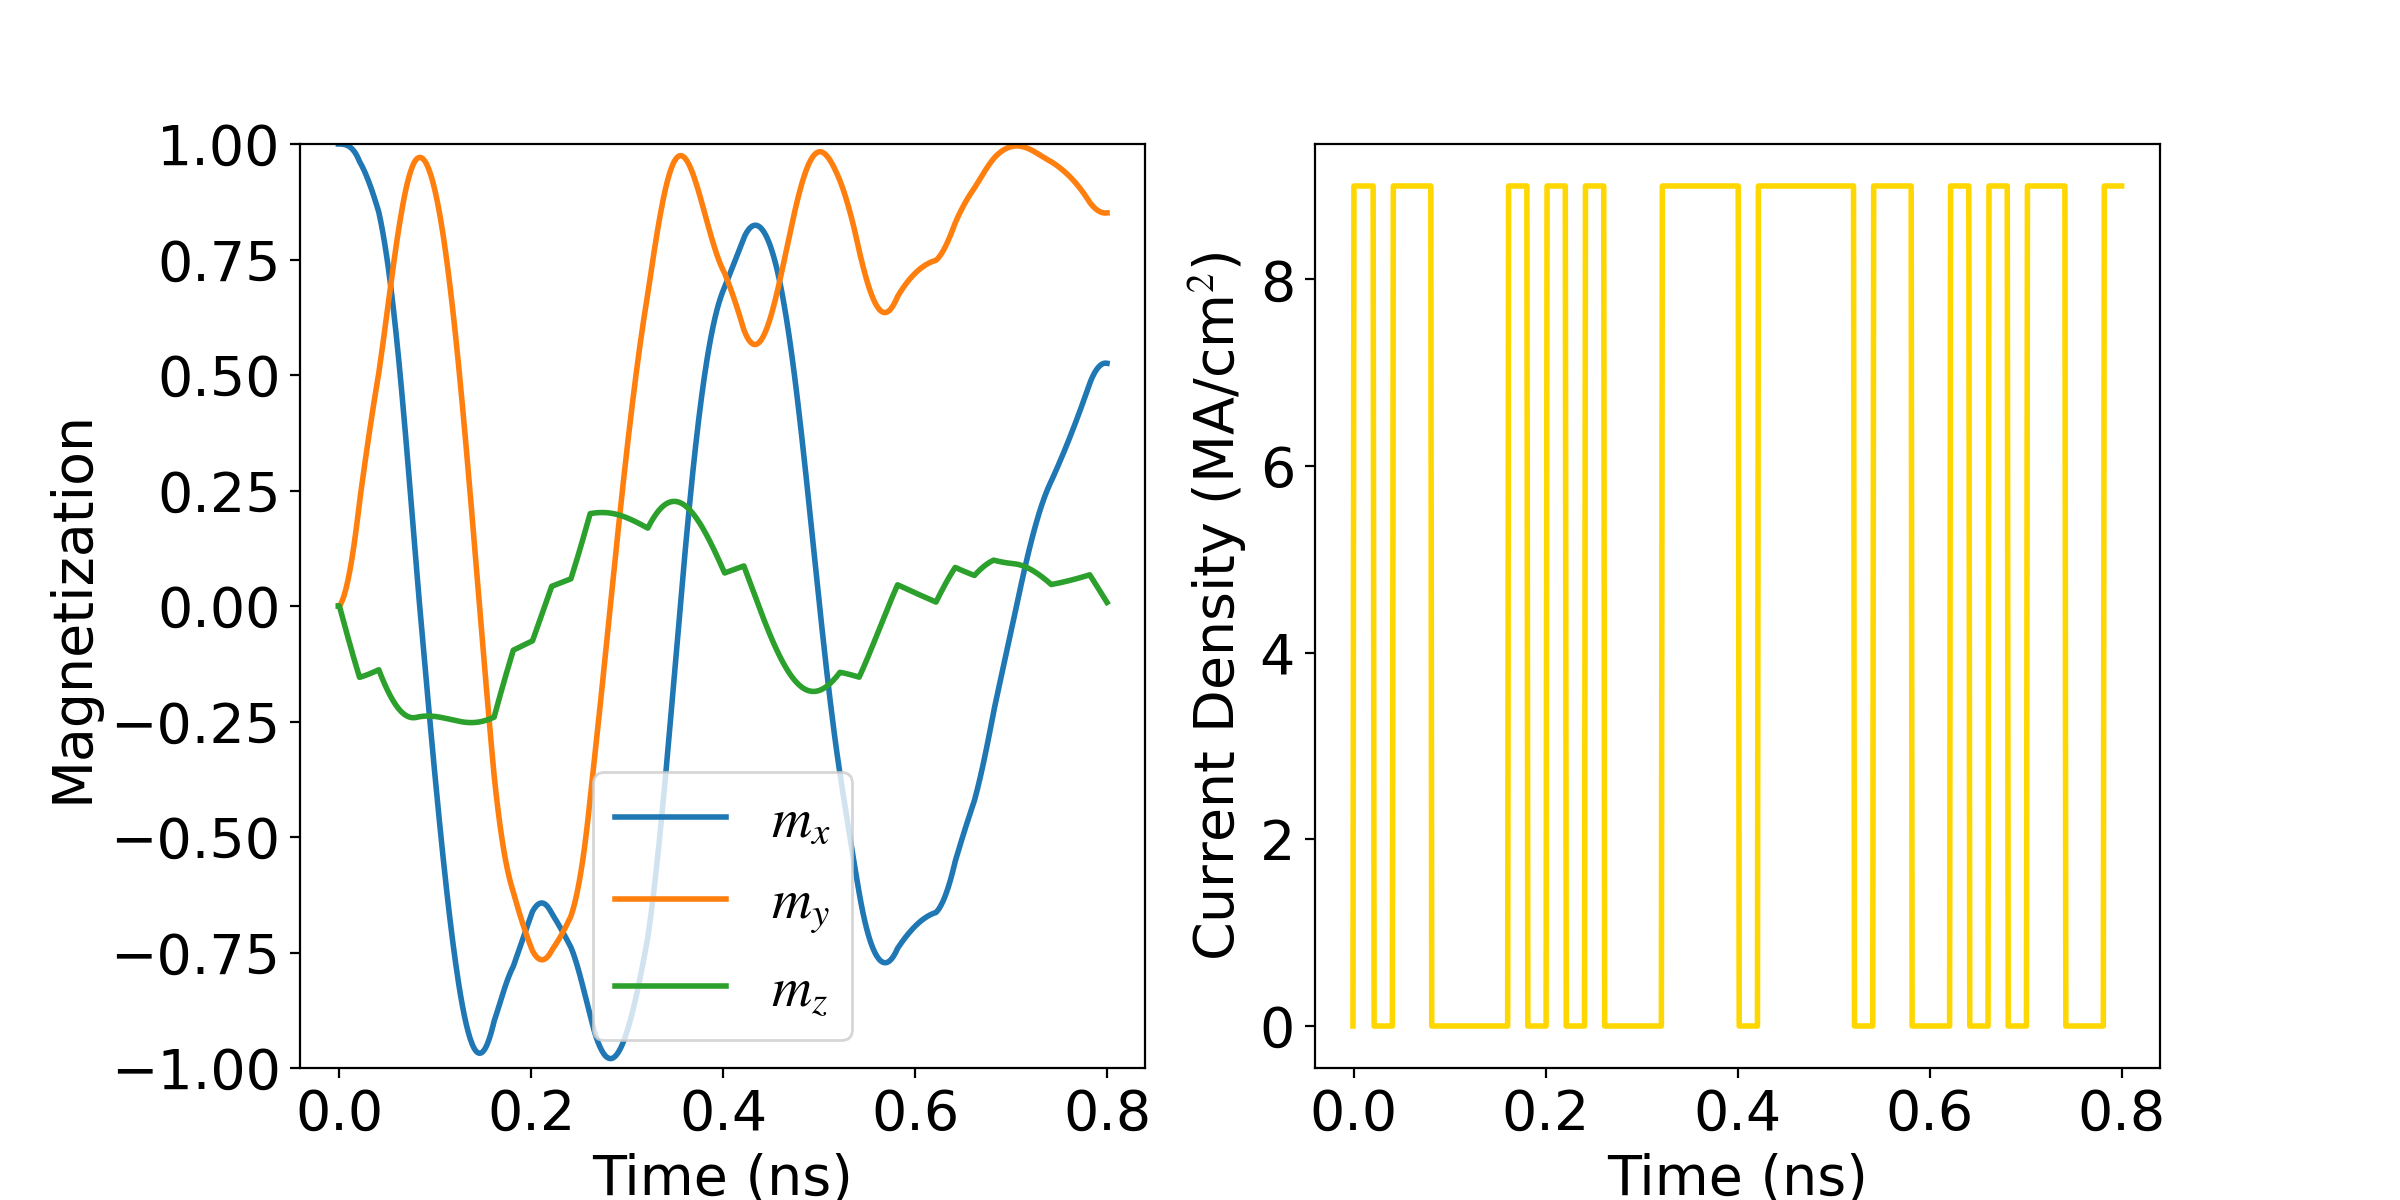 1.00
0.75
0.50
0.25
0.00
−0.25
−0.50
−0.75
−1.00
Magnetization
0.0 0.2 0.4 0.6 0.8
Time (ns)
m_x
m_y
m_z
8
6
4
2
0
Current Density (MA/cm²)
0.0 0.2 0.4 0.6 0.8
Time (ns)